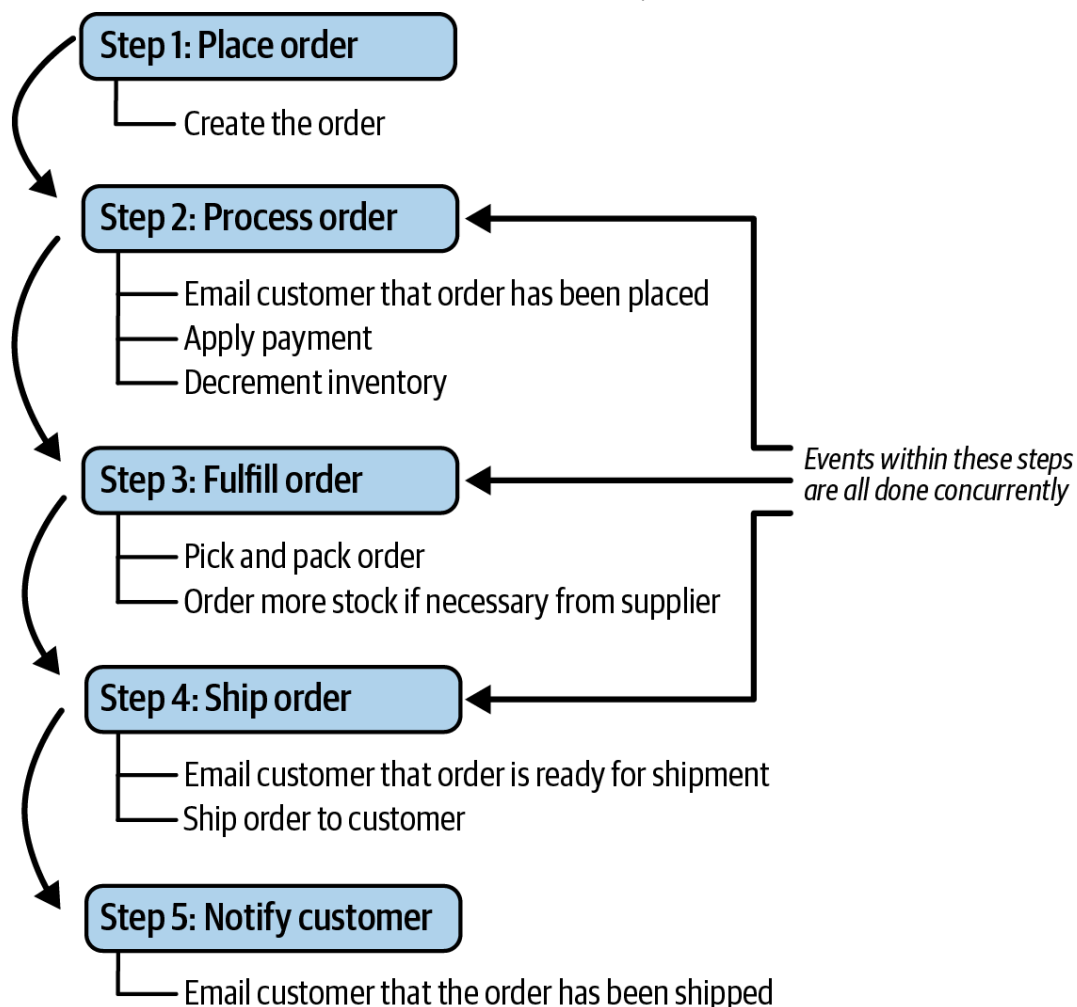 Step 1: Place order
Create the order
Step 2: Process order
Email customer that order has been placed
Apply payment
Decrement inventory
Step 3: Fulfill order
Pick and pack order
Order more stock if necessary from supplier
Events within these steps
are all done concurrently
Step 4: Ship order
Email customer that order is ready for shipment
Ship order to customer
Step 5: Notify customer
Email customer that the order has been shipped